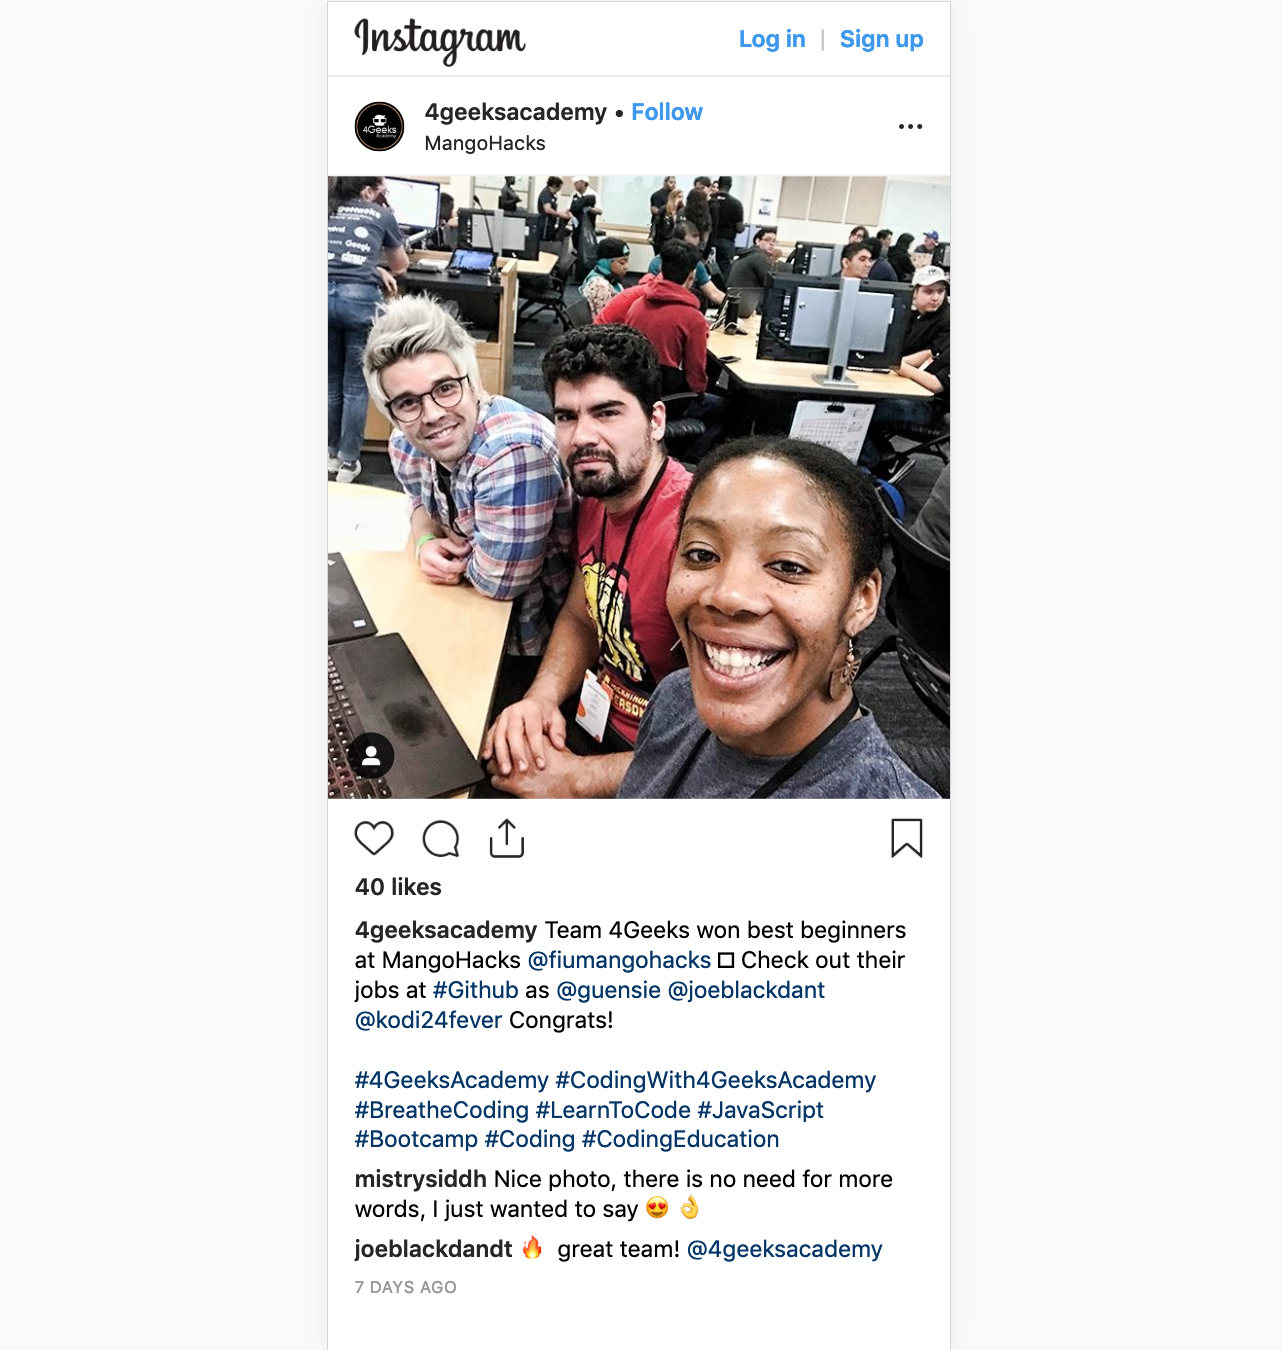 Instagram
Log in | Sign up
4geeksacademy • Follow
4Geeks
Academy
MangoHacks
Google
40 likes
4geeksacademy Team 4Geeks won best beginners
at MangoHacks @fiumangohacks □ Check out their
jobs at #Github as @guensie @joeblackdant
@kodi24fever Congrats!
#4GeeksAcademy #CodingWith4GeeksAcademy
#BreatheCoding #LearnToCode #JavaScript
#Bootcamp #Coding #CodingEducation
mistrysiddh Nice photo, there is no need for more
words, I just wanted to say 😍 👌
joeblackdandt 🔥 great team! @4geeksacademy
7 DAYS AGO